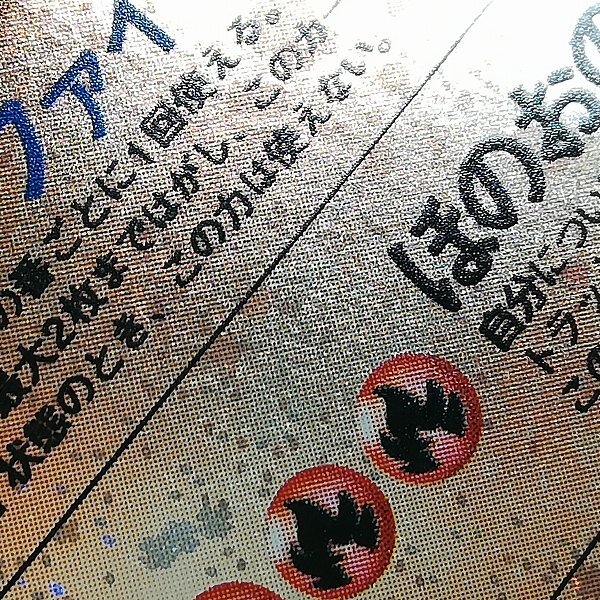 ファイ
の番ごとに1回使える。
最大2枚まではがし、この力
状態のとき、この力は使えない。
ほのお
自分につい
トラッ